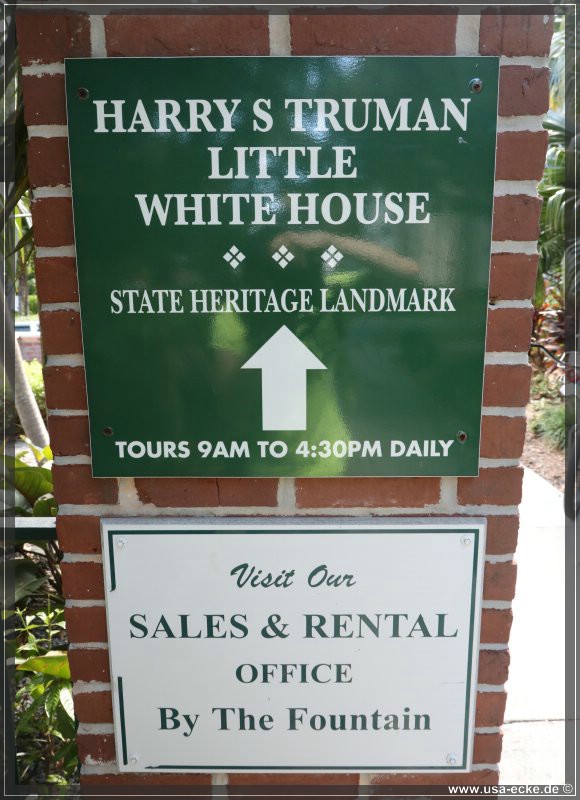 HARRY S TRUMAN
LITTLE
WHITE HOUSE
STATE HERITAGE LANDMARK
TOURS 9AM TO 4:30PM DAILY
Visit Our
SALES & RENTAL
OFFICE
By The Fountain
www.usa-ecke.de ©